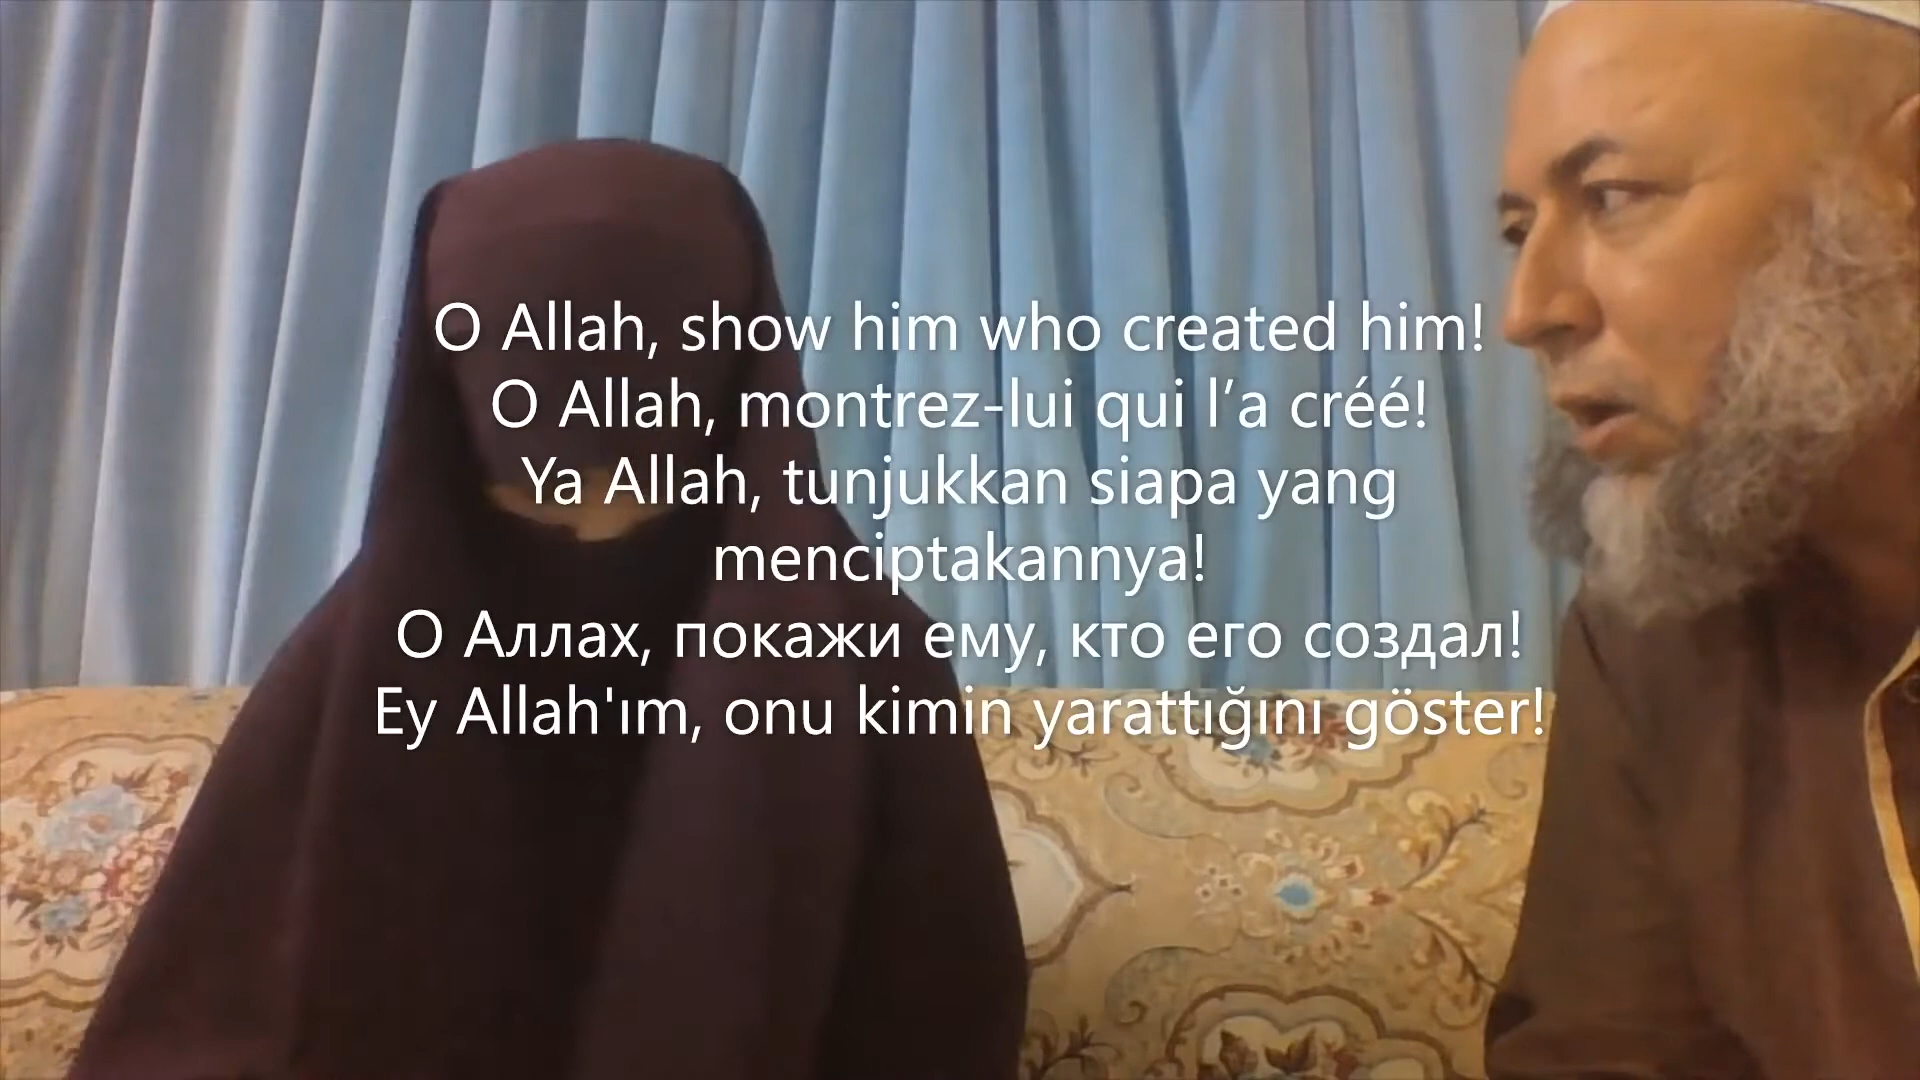 O Allah, show him who created him!
O Allah, montrez-lui qui l’a créé!
Ya Allah, tunjukkan siapa yang
menciptakannya!
О Аллах, покажи ему, кто его создал!
Ey Allah'ım, onu kimin yarattığını göster!